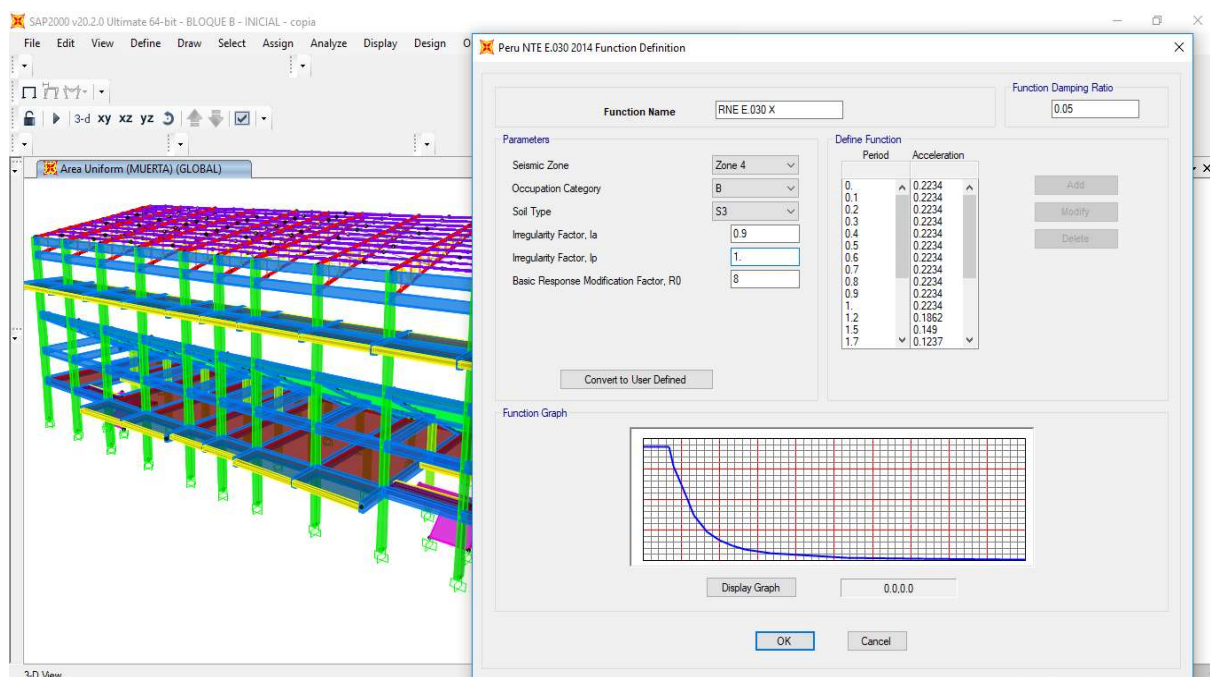 SAP2000 v20.2.0 Ultimate 64-bit - BLOQUE B - INICIAL - copia
File Edit View Define Draw Select Assign Analyze Display Design O
3-d xy xz yz
Area Uniform (MUERTA) (GLOBAL)
3-D View
Peru NTE E.030 2014 Function Definition
Function Name RNE E.030 X
Function Damping Ratio
0.05
Parameters
Seismic Zone Zone 4
Occupation Category B
Soil Type S3
Irregularity Factor, Ia 0.9
Irregularity Factor, Ip 1.
Basic Response Modification Factor, R0 8
Convert to User Defined
Define Function
Period Acceleration
0. 0.2234
0.1 0.2234
0.2 0.2234
0.3 0.2234
0.4 0.2234
0.5 0.2234
0.6 0.2234
0.7 0.2234
0.8 0.2234
0.9 0.2234
1. 0.2234
1.2 0.1862
1.5 0.149
1.7 0.1237
Add
Modify
Delete
Function Graph
Display Graph 0.0,0.0
OK Cancel